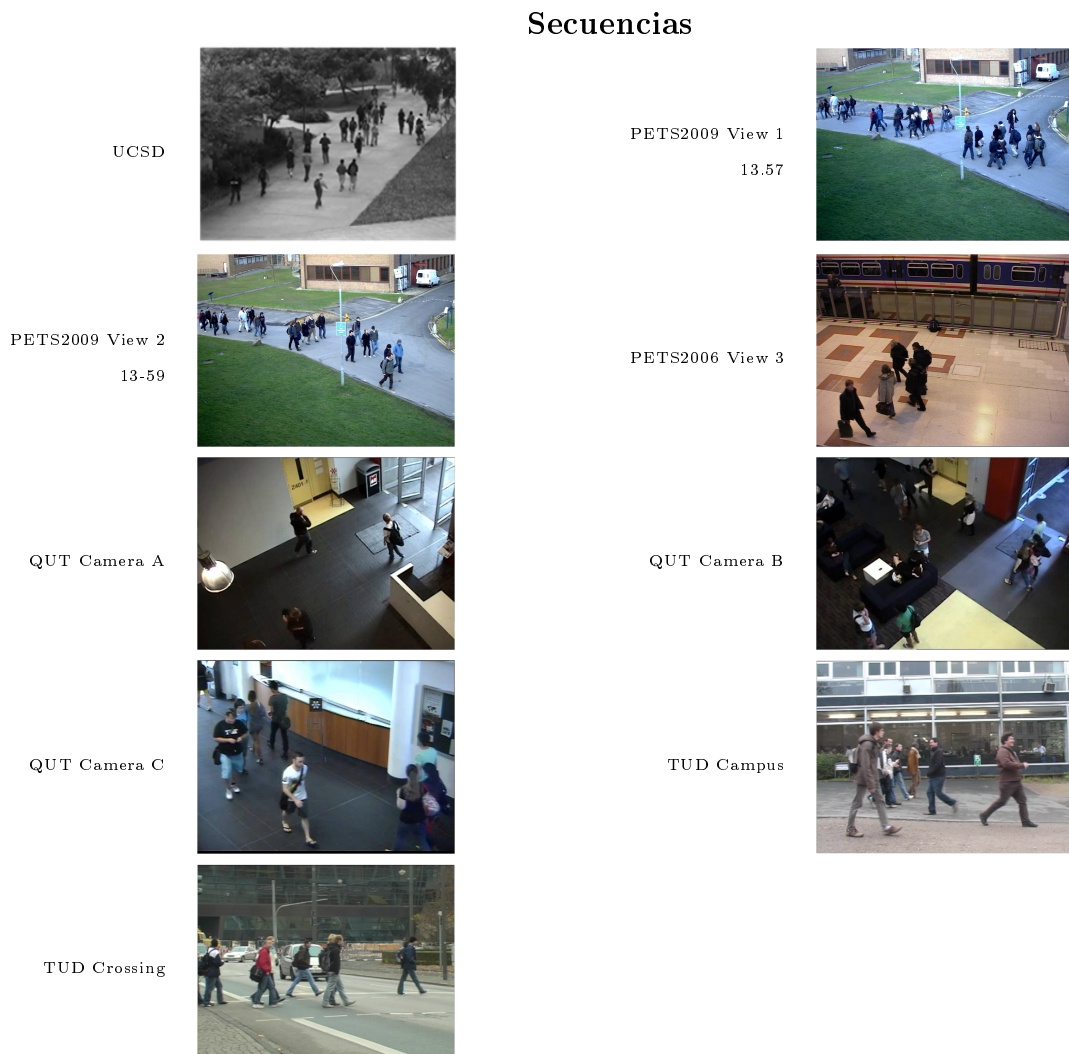 Secuencias
UCSD
PETS2009 View 1
13.57
PETS2009 View 2
13-59
PETS2006 View 3
QUT Camera A
QUT Camera B
QUT Camera C
TUD Campus
TUD Crossing